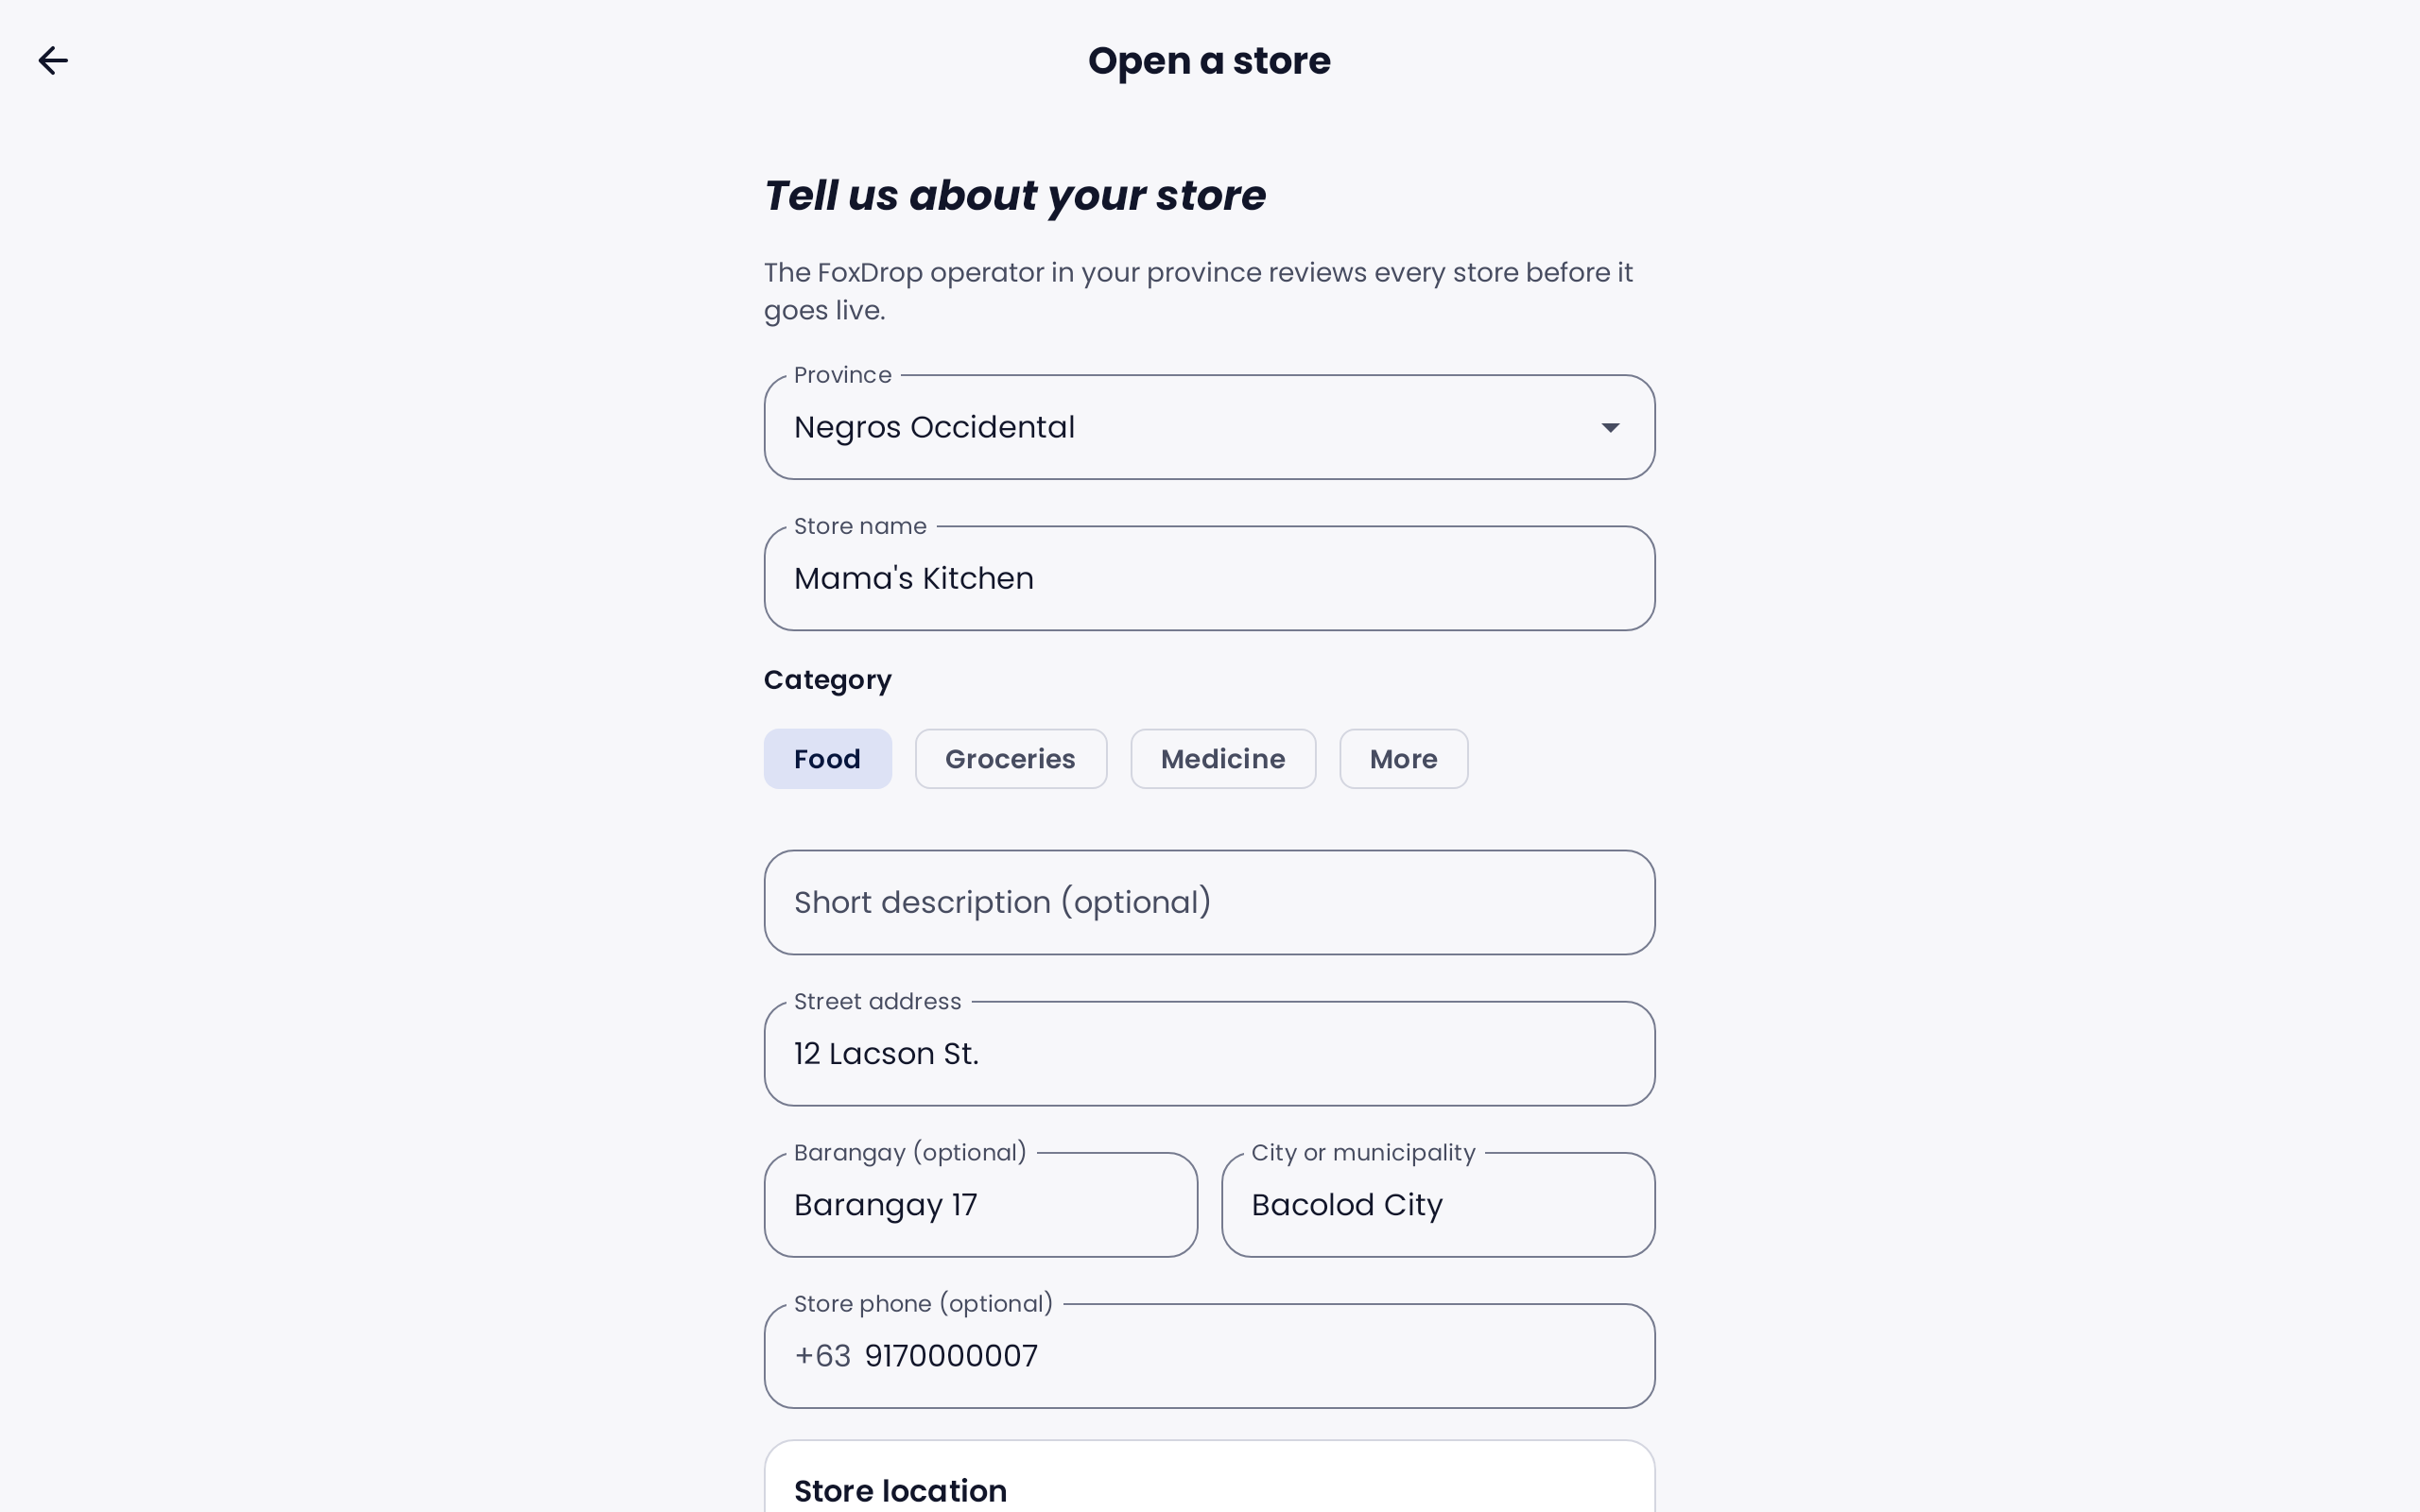 Open a store
Tell us about your store
The FoxDrop operator in your province reviews every store before it
goes live.
Province
Negros Occidental
Store name
Mama's Kitchen
Category
Food Groceries Medicine More
Short description (optional)
Street address
12 Lacson St.
Barangay (optional) City or municipality
Barangay 17 Bacolod City
Store phone (optional)
+63 9170000007
Store location